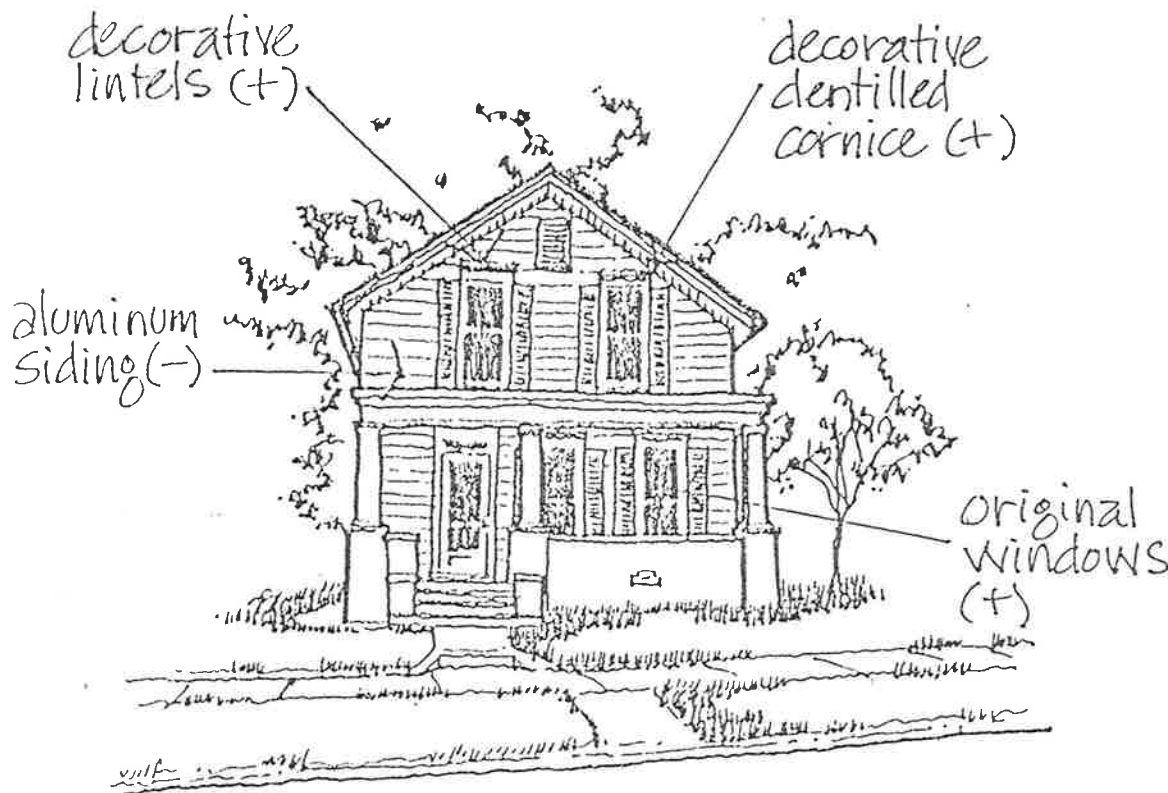 decorative
lintels (+)
decorative
dentilled
cornice (+)
aluminum
siding (-)
original
windows
(+)